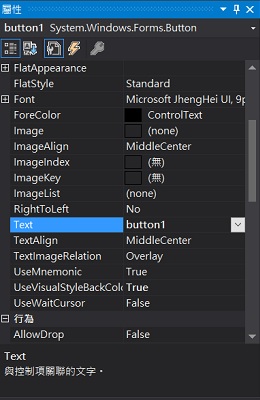 屬性
button1 System.Windows.Forms.Button
FlatAppearance
FlatStyle Standard
Font Microsoft JhengHei UI, 9p
ForeColor ControlText
Image (none)
ImageAlign MiddleCenter
ImageIndex (無)
ImageKey (無)
ImageList (none)
RightToLeft No
Text button1
TextAlign MiddleCenter
TextImageRelation Overlay
UseMnemonic True
UseVisualStyleBackColo True
UseWaitCursor False
行為
AllowDrop False
Text
與控制項關聯的文字。